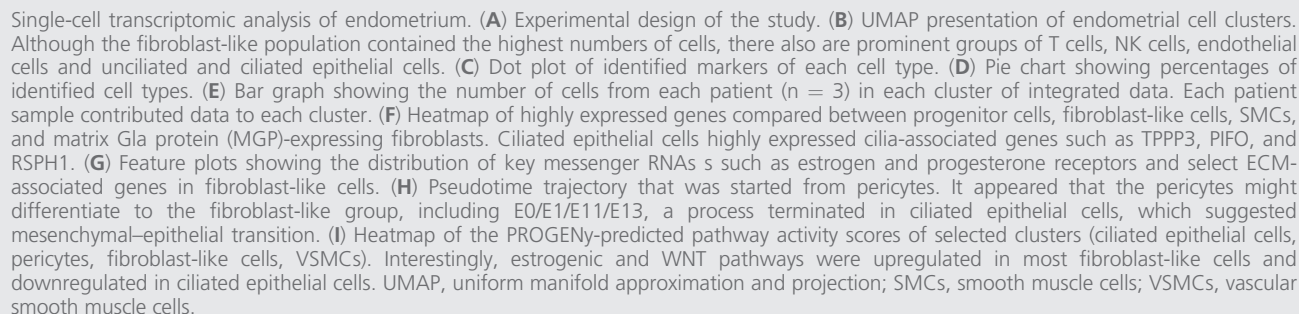 Single-cell transcriptomic analysis of endometrium. (A) Experimental design of the study. (B) UMAP presentation of endometrial cell clusters.
Although the fibroblast-like population contained the highest numbers of cells, there also are prominent groups of T cells, NK cells, endothelial
cells and unciliated and ciliated epithelial cells. (C) Dot plot of identified markers of each cell type. (D) Pie chart showing percentages of
identified cell types. (E) Bar graph showing the number of cells from each patient (n = 3) in each cluster of integrated data. Each patient
sample contributed data to each cluster. (F) Heatmap of highly expressed genes compared between progenitor cells, fibroblast-like cells, SMCs,
and matrix Gla protein (MGP)-expressing fibroblasts. Ciliated epithelial cells highly expressed cilia-associated genes such as TPPP3, PIFO, and
RSPH1. (G) Feature plots showing the distribution of key messenger RNAs s such as estrogen and progesterone receptors and select ECM-
associated genes in fibroblast-like cells. (H) Pseudotime trajectory that was started from pericytes. It appeared that the pericytes might
differentiate to the fibroblast-like group, including E0/E1/E11/E13, a process terminated in ciliated epithelial cells, which suggested
mesenchymal–epithelial transition. (I) Heatmap of the PROGENy-predicted pathway activity scores of selected clusters (ciliated epithelial cells,
pericytes, fibroblast-like cells, VSMCs). Interestingly, estrogenic and WNT pathways were upregulated in most fibroblast-like cells and
downregulated in ciliated epithelial cells. UMAP, uniform manifold approximation and projection; SMCs, smooth muscle cells; VSMCs, vascular
smooth muscle cells.